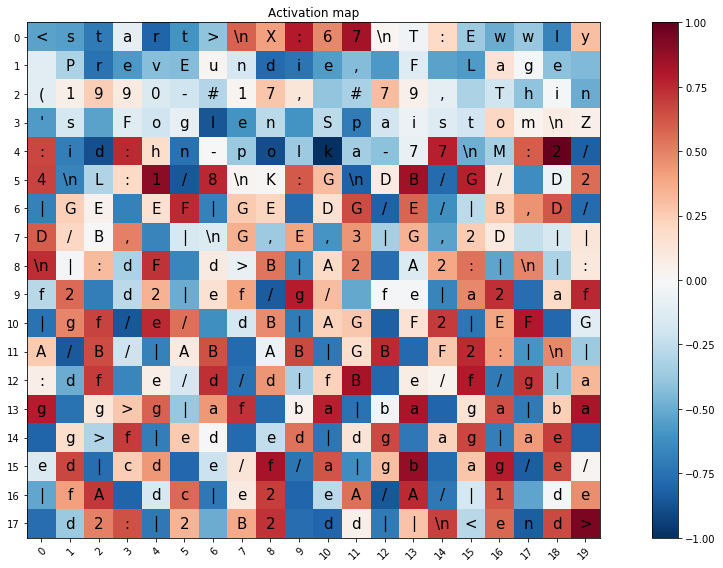 Activation map
0 < s t a r t > \n X : 6 7 \n T : E w w l y
1 P r e v E u n d i e , F L a g e
2 ( 1 9 9 0 - # 1 7 , # 7 9 , T h i n
3 ' s F o g l e n S p a i s t o m \n Z
4 : i d : h n - p o l k a - 7 7 \n M : 2 /
5 4 \n L : 1 / 8 \n K : G \n D B / G / D 2
6 | G E E F | G E D G / E / | B , D /
7 D / B , | \n G , E , 3 | G , 2 D | |
8 \n | : d F d > B | A 2 A 2 : | \n | :
9 f 2 d 2 | e f / g / f e | a 2 a f
10 | g f / e / d B | A G F 2 | E F G
11 A / B / | A B A B | G B F 2 : | \n |
12 : d f e / d / d | f B e / f / g | a
13 g g > g | a f b a | b a g a | b a
14 g > f | e d e d | d g a g | a e
15 e d | c d e / f / a | g b a g / e /
16 | f A d c | e 2 e A / A / | 1 d e
17 d 2 : | 2 B 2 d d | | \n < e n d >
0 1 2 3 4 5 6 7 8 9 10 11 12 13 14 15 16 17 18 19
1.00
0.75
0.50
0.25
0.00
−0.25
−0.50
−0.75
−1.00